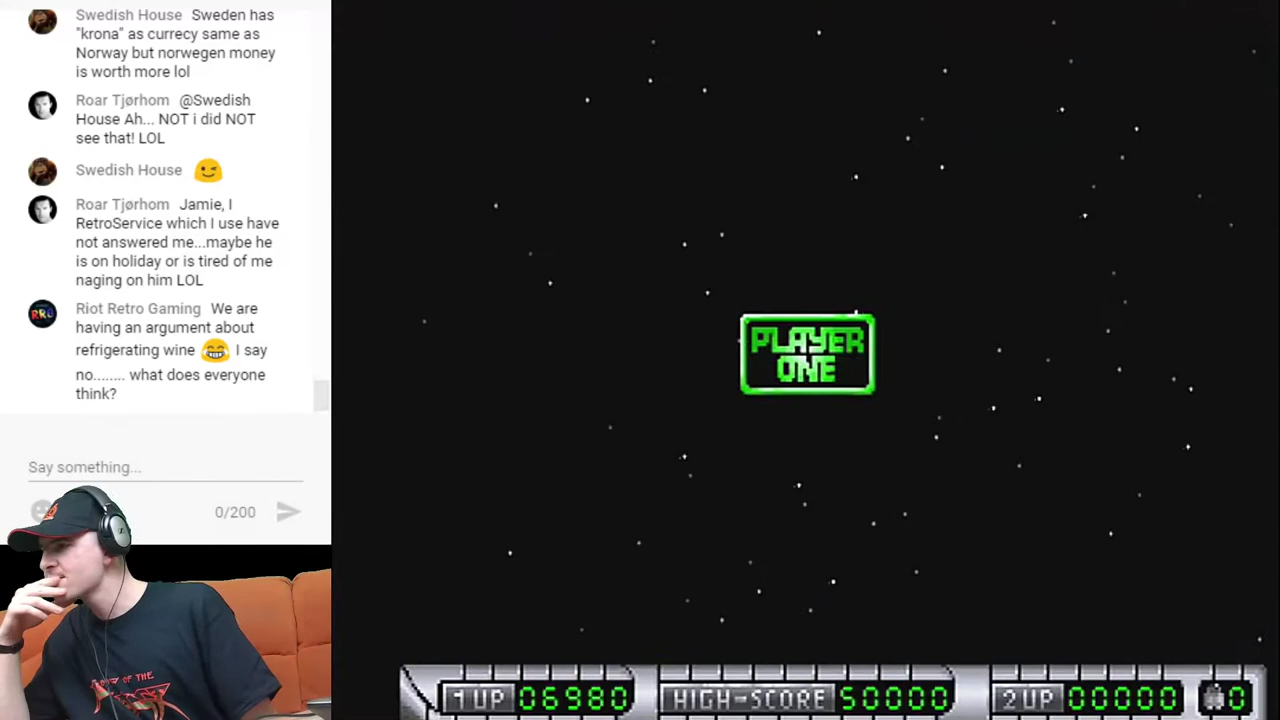 Swedish House Sweden has
"krona" as currecy same as
Norway but norwegen money
is worth more lol
Roar Tjørhom @Swedish
House Ah... NOT i did NOT
see that! LOL
Swedish House
Roar Tjørhom Jamie, I
RetroService which I use have
not answered me...maybe he
is on holiday or is tired of me
naging on him LOL
Riot Retro Gaming We are
having an argument about
refrigerating wine I say
no........ what does everyone
think?
Say something...
0/200
PLAYER
ONE
1UP 06980 HIGH-SCORE 50000 2UP 00000 0